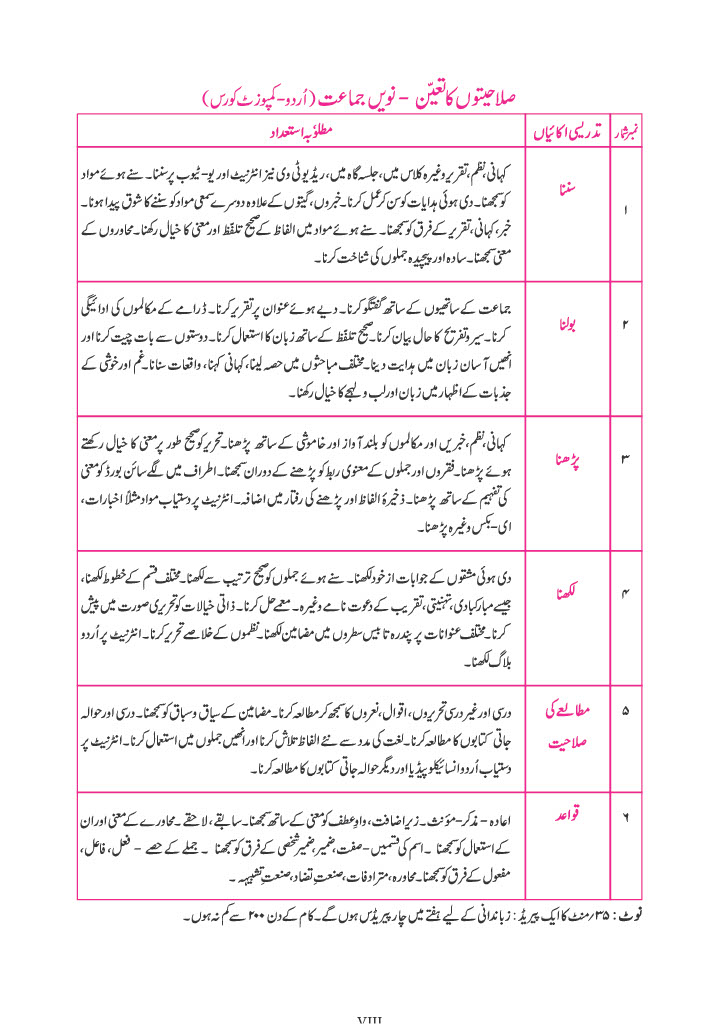 صلاحیتوں کا تعیّن - نویں جماعت (اُردو-کمپوزٹ کورس)
نمبر شمار تدریسی اکائیاں مطلوبہ استعداد
۱ سننا
کہانی، نظم، تقریر وغیرہ کلاس میں، جلسہ گاہ میں، ریڈیو ٹی وی نیز انٹرنیٹ اور یو-ٹیوب پر سننا۔ سنے ہوئے مواد
کو سمجھنا۔ دی ہوئی ہدایات کو سن کر عمل کرنا۔ خبروں، گیتوں کے علاوہ دوسرے سمعی مواد کو سننے کا شوق پیدا ہونا۔
خبر، کہانی، تقریر کے فرق کو سمجھنا۔ سنے ہوئے مواد میں الفاظ کے صحیح تلفّظ اور معنی کا خیال رکھنا۔ محاوروں کے
معنی سمجھنا۔ سادہ اور پیچیدہ جملوں کی شناخت کرنا۔
۲ بولنا
جماعت کے ساتھیوں کے ساتھ گفتگو کرنا۔ دیے ہوئے عنوان پر تقریر کرنا۔ ڈرامے کے مکالموں کی ادائیگی
کرنا۔ سیر و تفریح کا حال بیان کرنا۔ صحیح تلفّظ کے ساتھ زبان کا استعمال کرنا۔ دوستوں سے بات چیت کرنا اور
انھیں آسان زبان میں ہدایت دینا۔ مختلف مباحثوں میں حصہ لینا، کہانی کہنا، واقعات سنانا۔ غم اور خوشی کے
جذبات کے اظہار میں زبان اور لب و لہجے کا خیال رکھنا۔
۳ پڑھنا
کہانی، نظم، خبریں اور مکالموں کو بلند آواز اور خاموشی کے ساتھ پڑھنا۔ تحریر کو صحیح طور پر معنی کا خیال رکھتے
ہوئے پڑھنا۔ فقروں اور جملوں کے معنوی ربط کو پڑھنے کے دوران سمجھنا۔ اطراف میں لگے سائن بورڈ کو معنی
کی تفہیم کے ساتھ پڑھنا۔ ذخیرۂ الفاظ اور پڑھنے کی رفتار میں اضافہ۔ انٹرنیٹ پر دستیاب مواد مثلاً اخبارات،
ای-بکس وغیرہ پڑھنا۔
۴ لکھنا
دی ہوئی مشقوں کے جوابات از خود لکھنا۔ سنے ہوئے جملوں کو صحیح ترتیب سے لکھنا۔ مختلف قسم کے خطوط لکھنا،
جیسے مبارکبادی، تہنیتی، تقریب کے دعوت نامے وغیرہ۔ معمے حل کرنا۔ ذاتی خیالات کو تحریری صورت میں پیش
کرنا۔ مختلف عنوانات پر پندرہ تا بیس سطروں میں مضامین لکھنا۔ نظموں کے خلاصے تحریر کرنا۔ انٹرنیٹ پر اُردو
بلاگ لکھنا۔
۵ مطالعے کی
صلاحیت
درسی اور غیر درسی تحریروں، اقوال، نعروں کا سمجھ کر مطالعہ کرنا۔ مضامین کے سیاق و سباق کو سمجھنا۔ درسی اور حوالہ
جاتی کتابوں کا مطالعہ کرنا۔ لغت کی مدد سے نئے الفاظ تلاش کرنا اور انھیں جملوں میں استعمال کرنا۔ انٹرنیٹ پر
دستیاب اُردو انسائیکلو پیڈیا اور دیگر حوالہ جاتی کتابوں کا مطالعہ کرنا۔
۶ قواعد
اعادہ - مذکر-مؤنث۔ زیرِ اضافت، واوِ عطف کو معنی کے ساتھ سمجھنا۔ سابقے، لاحقے۔ محاورے کے معنی اور ان
کے استعمال کو سمجھنا۔ اسم کی قسمیں - صفت، ضمیر، ضمیر شخصی کے فرق کو سمجھنا۔ جملے کے حصے - فعل، فاعل،
مفعول کے فرق کو سمجھنا۔ محاورہ، مترادفات، صنعتِ تضاد، صنعتِ تشبیہہ۔
نوٹ : ۳۵؍منٹ کا ایک پیریڈ : زباندانی کے لیے ہفتے میں چار پیریڈس ہوں گے۔ کام کے دن ۲۰۰ سے کم نہ ہوں۔
VIII